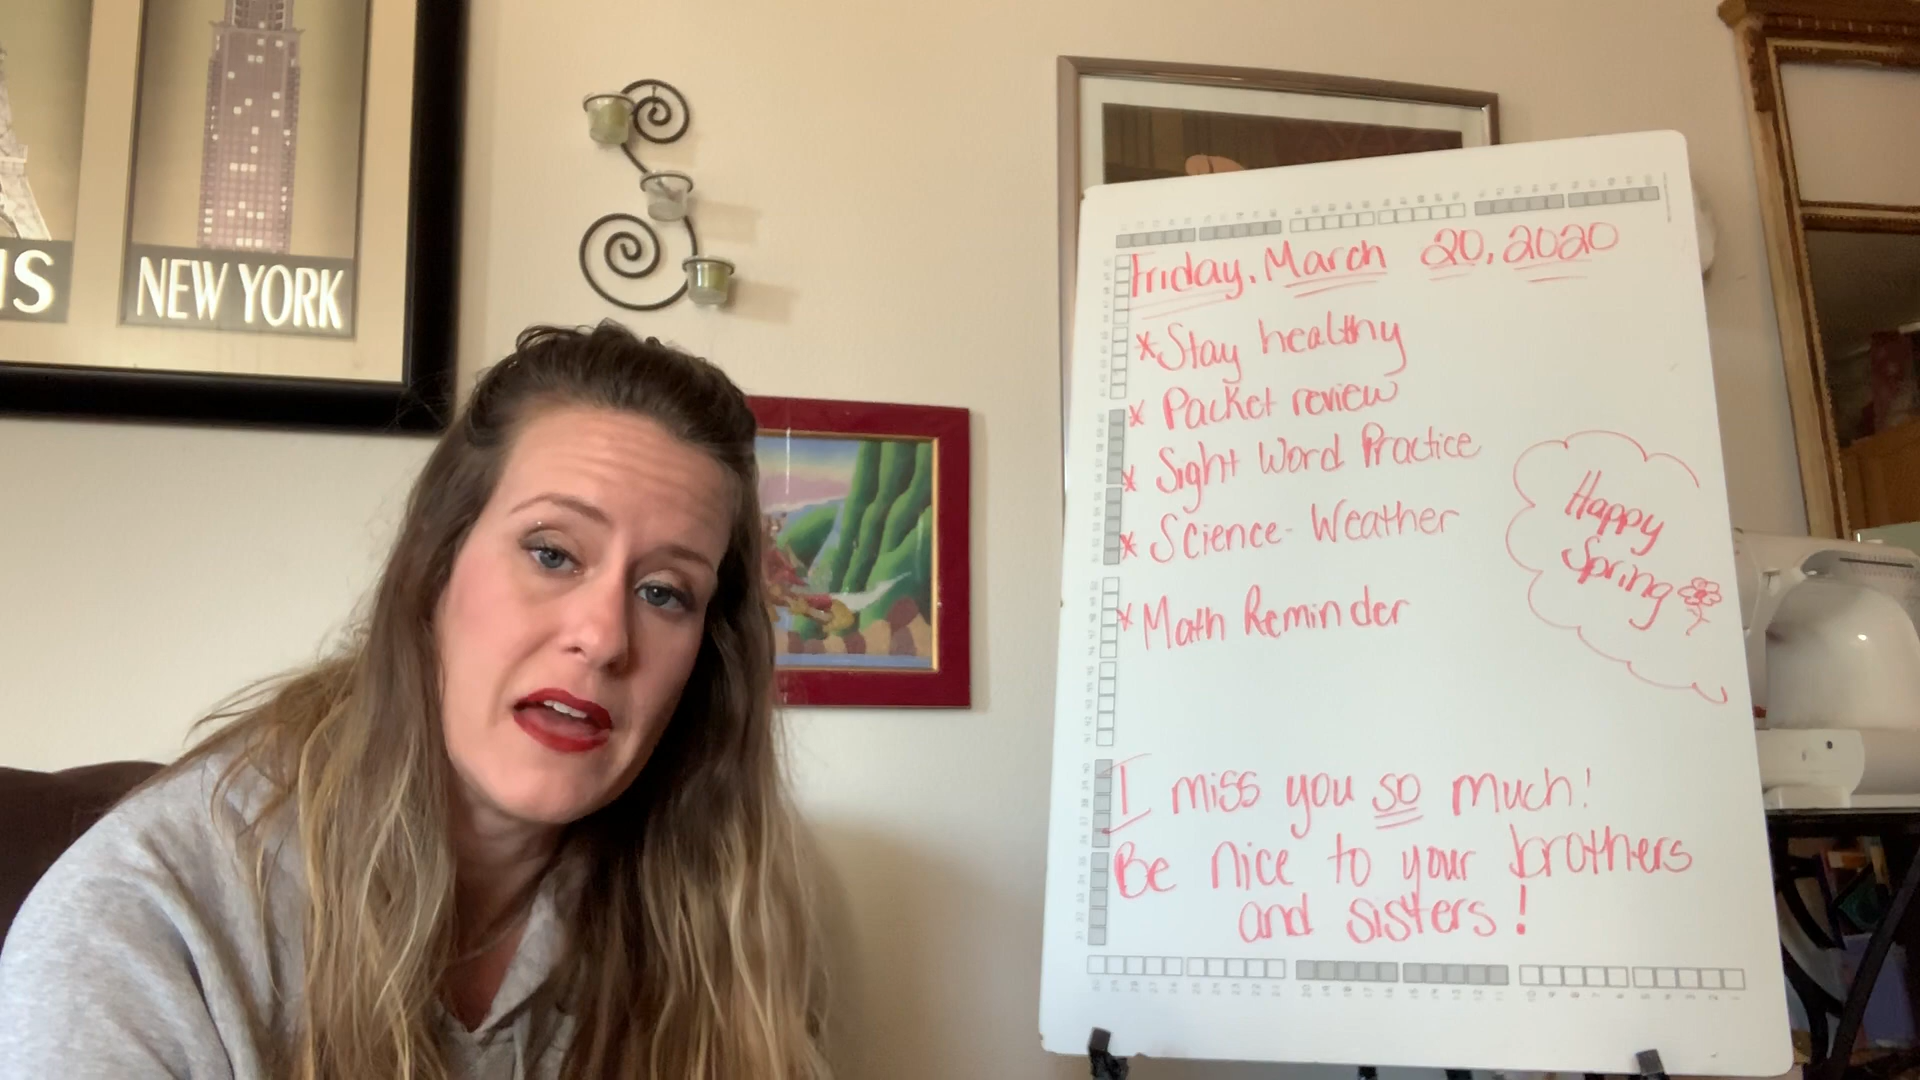 IS
NEW YORK
Friday, March 20, 2020
*Stay healthy
* Packet review
* Sight Word Practice
* Science- Weather
* Math Reminder
Happy
Spring
I miss you so much!
Be nice to your brothers
and sisters!